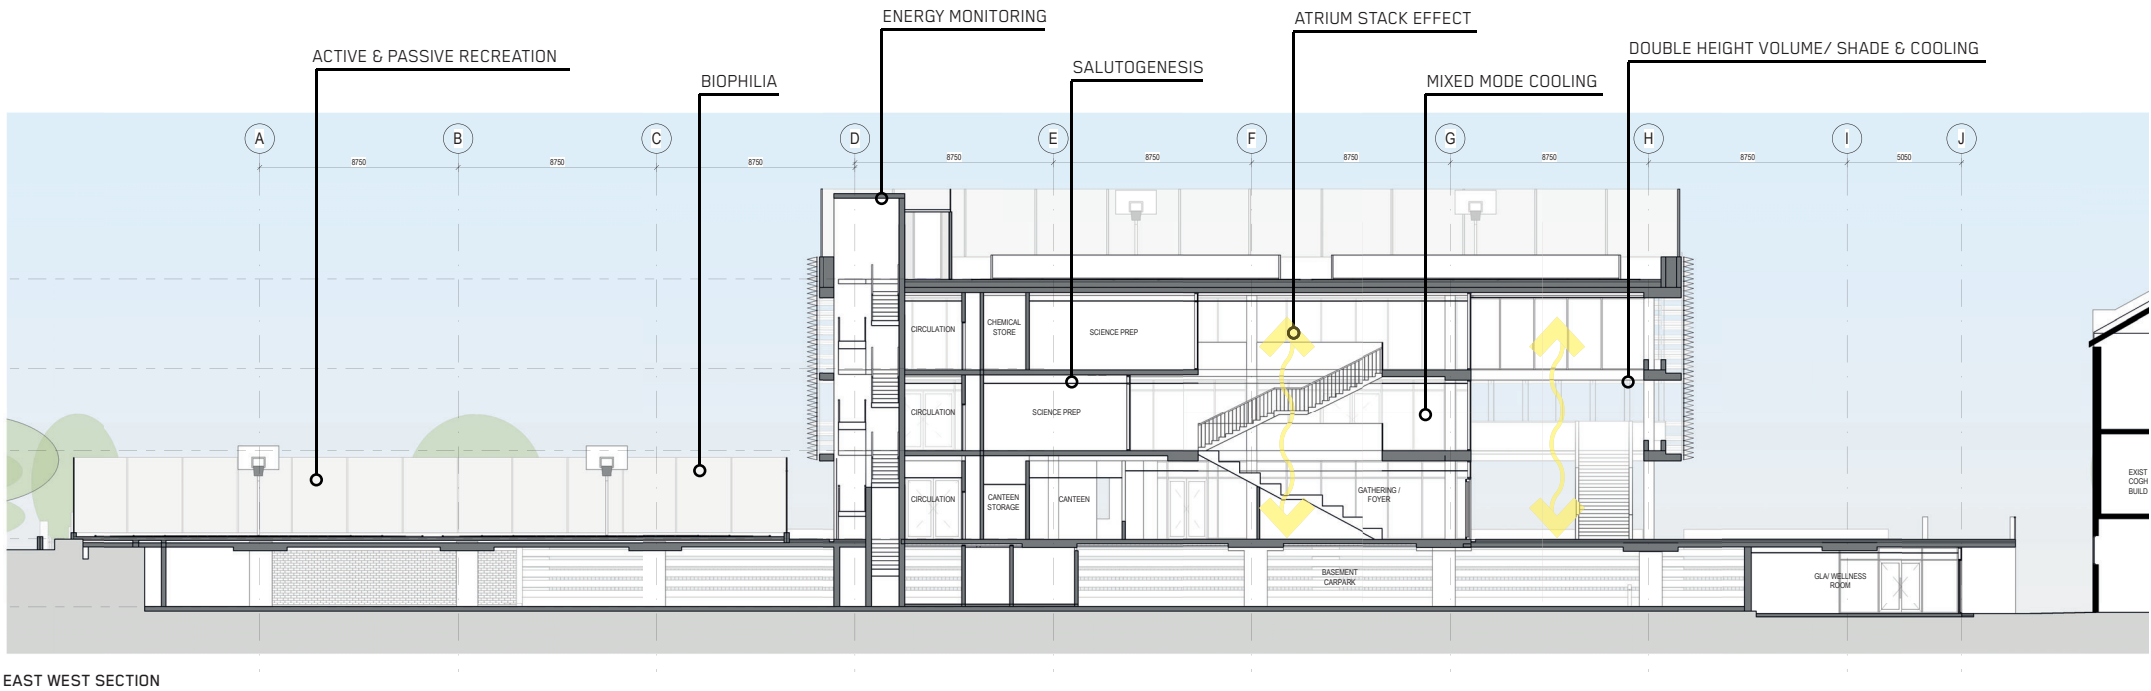 ENERGY MONITORING
ATRIUM STACK EFFECT
ACTIVE & PASSIVE RECREATION
DOUBLE HEIGHT VOLUME/ SHADE & COOLING
SALUTOGENESIS
BIOPHILIA
MIXED MODE COOLING
A
B
C
D
E
F
G
H
I
J
8750
8750
8750
8750
8750
8750
8750
8750
5050
CIRCULATION
CHEMICAL
STORE
SCIENCE PREP
CIRCULATION
SCIENCE PREP
CIRCULATION
CANTEEN
STORAGE
CANTEEN
GATHERING /
FOYER
EXIST
COGH
BUILD
BASEMENT
CARPARK
GLA/ WELLNESS
ROOM
EAST WEST SECTION